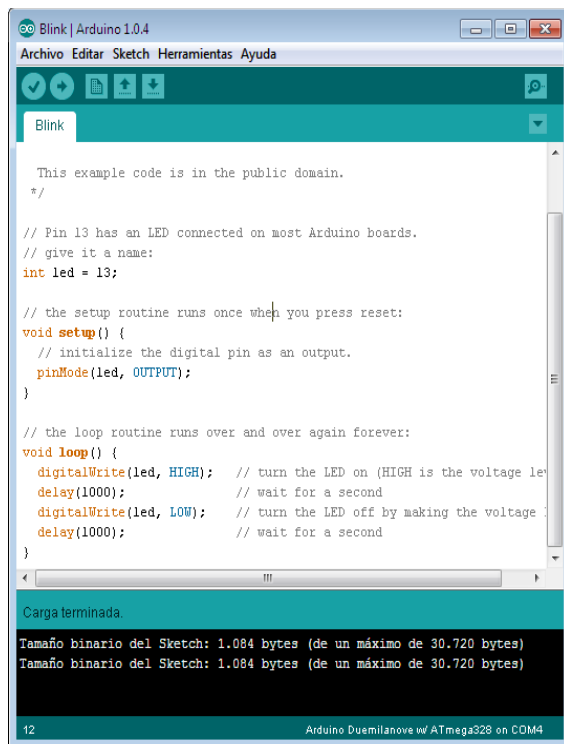 Blink | Arduino 1.0.4
Archivo Editar Sketch Herramientas Ayuda
Blink
This example code is in the public domain.
*/
// Pin 13 has an LED connected on most Arduino boards.
// give it a name:
int led = 13;
// the setup routine runs once when you press reset:
void setup() {
// initialize the digital pin as an output.
pinMode(led, OUTPUT);
}
// the loop routine runs over and over again forever:
void loop() {
digitalWrite(led, HIGH); // turn the LED on (HIGH is the voltage le
delay(1000); // wait for a second
digitalWrite(led, LOW); // turn the LED off by making the voltage
delay(1000); // wait for a second
}
Carga terminada.
Tamaño binario del Sketch: 1.084 bytes (de un máximo de 30.720 bytes)
Tamaño binario del Sketch: 1.084 bytes (de un máximo de 30.720 bytes)
12
Arduino Duemilanove w/ ATmega328 on COM4